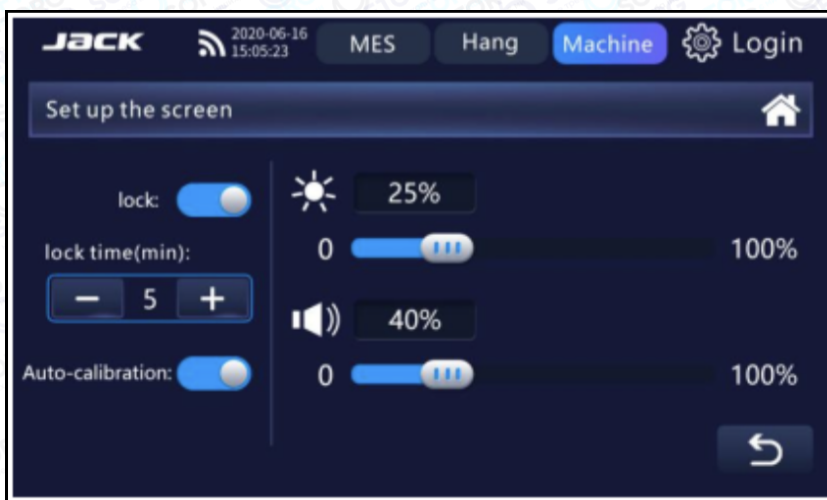 JACK
2020-06-16
15:05:23
MES
Hang
Machine
Login
Set up the screen
lock:
25%
lock time(min):
0
100%
5
40%
Auto-calibration:
0
100%